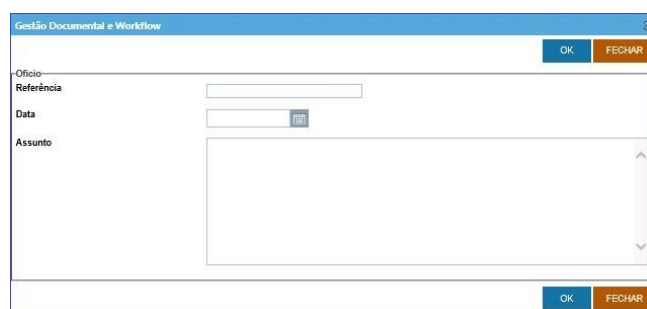 Gestão Documental e Workflow
OK FECHAR
Ofício
Referência
Data
Assunto
OK FECHAR